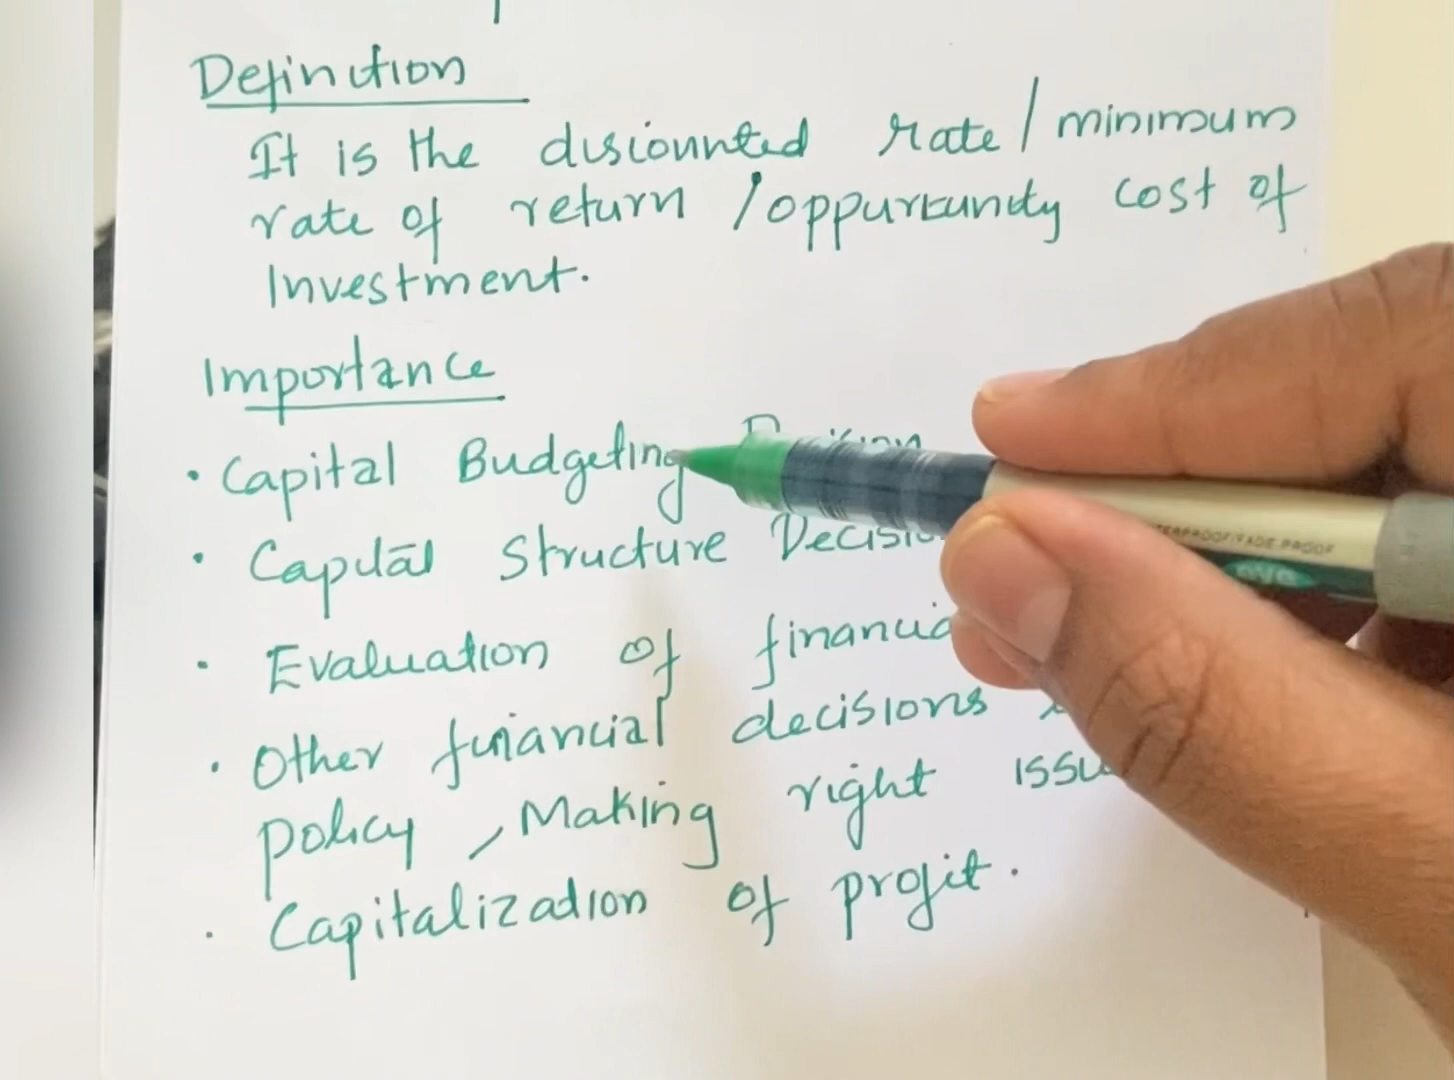 Definition
It is the discounted rate / minimum
rate of return / oppurtunity cost of
Investment.
Importance
• Capital Budgeting
• Capital Structure
• Evaluation of
• Other financial decisions
policy, Making right
• Capitalization of profit.